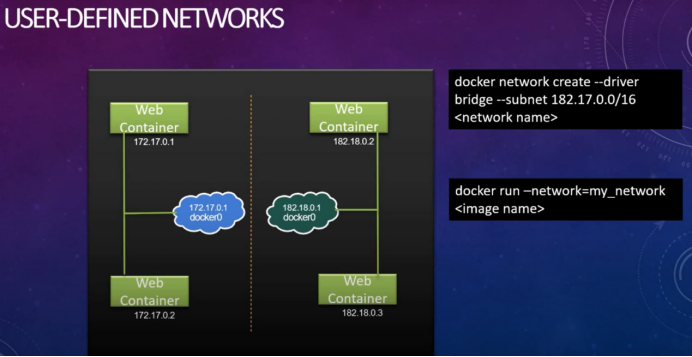 USER-DEFINED NETWORKS
Web
Container
172.17.0.1
Web
Container
182.18.0.2
172.17.0.1
docker0
182.18.0.1
docker0
Web
Container
172.17.0.2
Web
Container
182.18.0.3
docker network create --driver
bridge --subnet 182.17.0.0/16
<network name>
docker run –network=my_network
<image name>